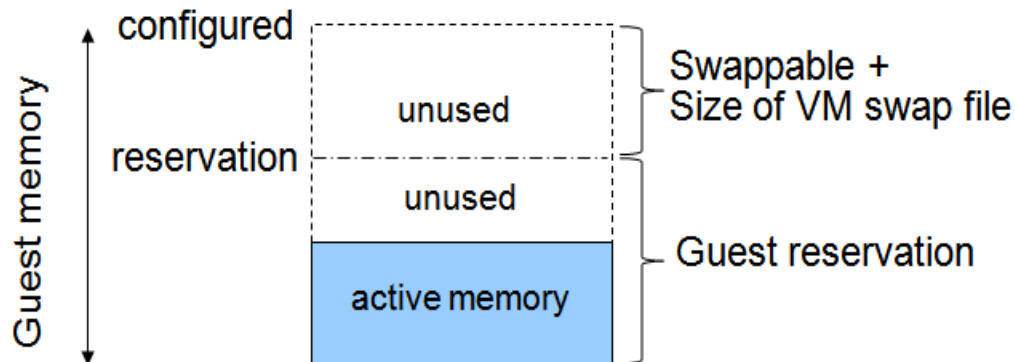 configured
Swappable +
Size of VM swap file
unused
reservation
unused
Guest reservation
active memory
Guest memory